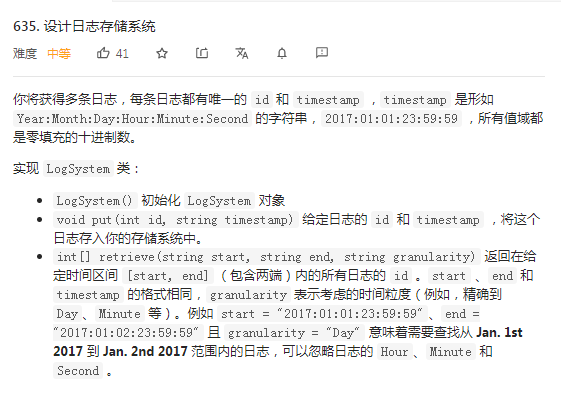 635. 设计日志存储系统
难度 中等 41
你将获得多条日志，每条日志都有唯一的 id 和 timestamp ，timestamp 是形如
Year:Month:Day:Hour:Minute:Second 的字符串，2017:01:01:23:59:59 ，所有值域都
是零填充的十进制数。
实现 LogSystem 类：
• LogSystem() 初始化 LogSystem 对象
• void put(int id, string timestamp) 给定日志的 id 和 timestamp ，将这个
日志存入你的存储系统中。
• int[] retrieve(string start, string end, string granularity) 返回在给
定时间区间 [start, end] （包含两端）内的所有日志的 id 。start 、end 和
timestamp 的格式相同，granularity 表示考虑的时间粒度（例如，精确到
Day、Minute 等）。例如 start = "2017:01:01:23:59:59"、end =
"2017:01:02:23:59:59" 且 granularity = "Day" 意味着需要查找从 Jan. 1st
2017 到 Jan. 2nd 2017 范围内的日志，可以忽略日志的 Hour、Minute 和
Second 。